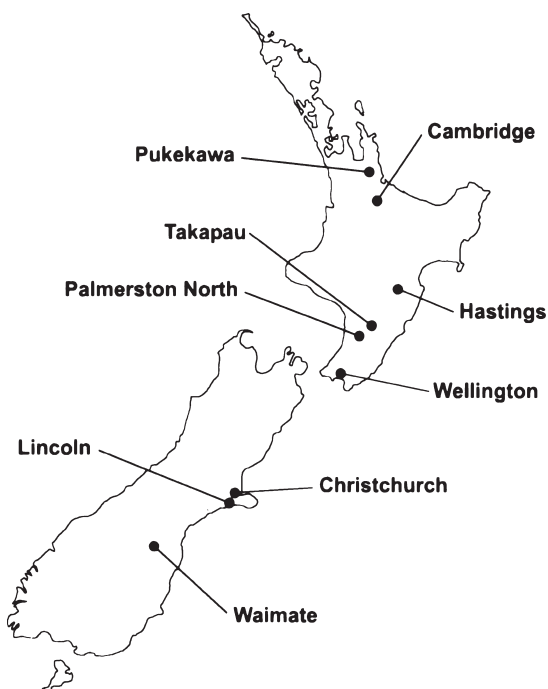 Cambridge
Pukekawa
Takapau
Palmerston North
Hastings
Wellington
Lincoln
Christchurch
Waimate